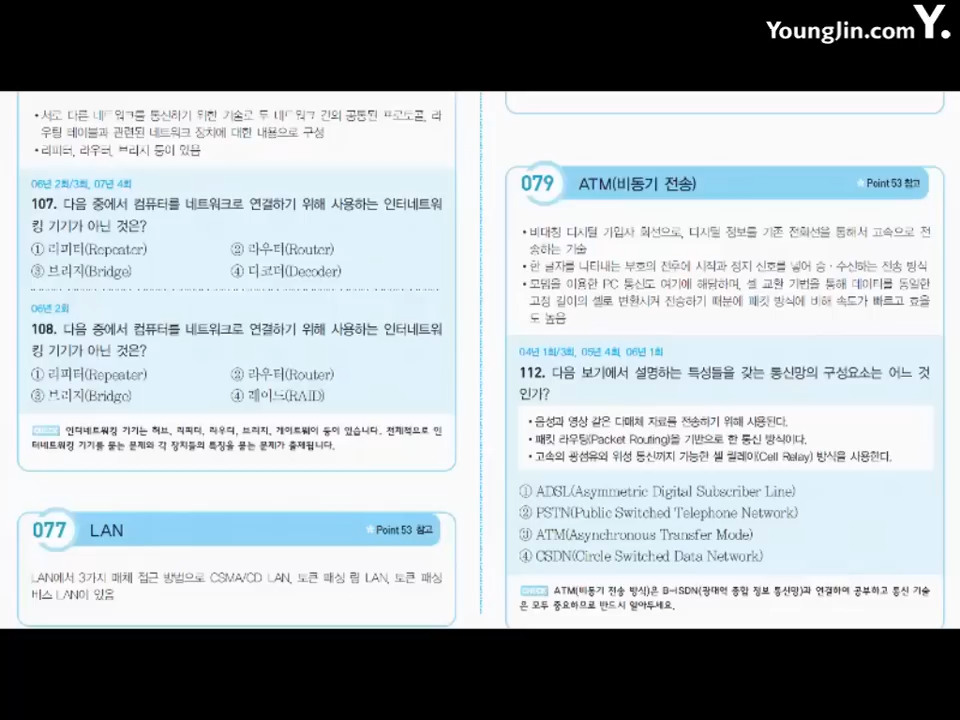 YoungJin.com Y.
•서로 다른 네트워크를 통신하기 위한 기술로 두 네트워크 간의 공통된 프로토콜, 라
우팅 테이블과 관련된 네트워크 장치에 대한 내용으로 구성
•리피터, 라우터, 브리지 등이 있음
06년 2회/3회, 07년 4회
107. 다음 중에서 컴퓨터를 네트워크로 연결하기 위해 사용하는 인터네트워
킹 기기가 아닌 것은?
① 리피터(Repeater) ② 라우터(Router)
③ 브리지(Bridge) ④ 디코더(Decoder)
06년 2회
108. 다음 중에서 컴퓨터를 네트워크로 연결하기 위해 사용하는 인터네트워
킹 기기가 아닌 것은?
① 리피터(Repeater) ② 라우터(Router)
③ 브리지(Bridge) ④ 레이드(RAID)
인터네트워킹 기기는 허브, 리피터, 라우터, 브리지, 게이트웨이 등이 있습니다. 전체적으로 인
터네트워킹 기기를 묻는 문제와 각 장치들의 특징을 묻는 문제가 출제됩니다.
077 LAN Point 53 참고
LAN에서 3가지 매체 접근 방법으로 CSMA/CD LAN, 토큰 패싱 링 LAN, 토큰 패싱
버스 LAN이 있음
079 ATM(비동기 전송) Point 53 참고
•비대칭 디지털 가입자 회선으로, 디지털 정보를 기존 전화선을 통해서 고속으로 전
송하는 기술
•한 글자를 나타내는 부호의 전후에 시작과 정지 신호를 넣어 송·수신하는 전송 방식
•모뎀을 이용한 PC 통신도 여기에 해당하며, 셀 교환 기법을 통해 데이터를 동일한
고정 길이의 셀로 변환시켜 전송하기 때문에 패킷 방식에 비해 속도가 빠르고 효율
도 높음
04년 1회/3회, 05년 4회, 06년 1회
112. 다음 보기에서 설명하는 특성들을 갖는 통신망의 구성요소는 어느 것
인가?
•음성과 영상 같은 다매체 자료를 전송하기 위해 사용된다.
•패킷 라우팅(Packet Routing)을 기반으로 한 통신 방식이다.
•고속의 광섬유와 위성 통신까지 가능한 셀 릴레이(Cell Relay) 방식을 사용한다.
① ADSL(Asymmetric Digital Subscriber Line)
② PSTN(Public Switched Telephone Network)
③ ATM(Asynchronous Transfer Mode)
④ CSDN(Circle Switched Data Network)
CHECK ATM(비동기 전송 방식)은 B-ISDN(광대역 종합 정보 통신망)과 연결하여 공부하고 통신 기술
은 모두 중요하므로 반드시 알아두세요.